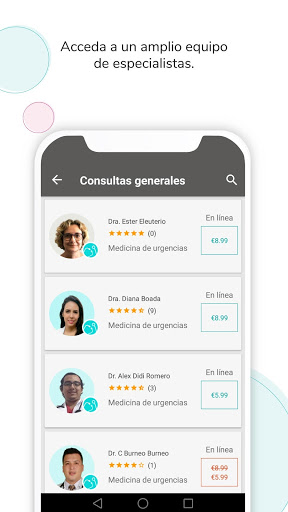 Acceda a un amplio equipo
de especialistas.
Consultas generales
Dra. Ester Eleuterio
(0)
Medicina de urgencias
En línea
€8.99
Dra. Diana Boada
(9)
Medicina de urgencias
En línea
€8.99
Dr. Alex Didi Romero
(3)
Medicina de urgencias
En línea
€5.99
Dr. C Burneo Burneo
(1)
Medicina de urgencias
En línea
€8.99
€5.99